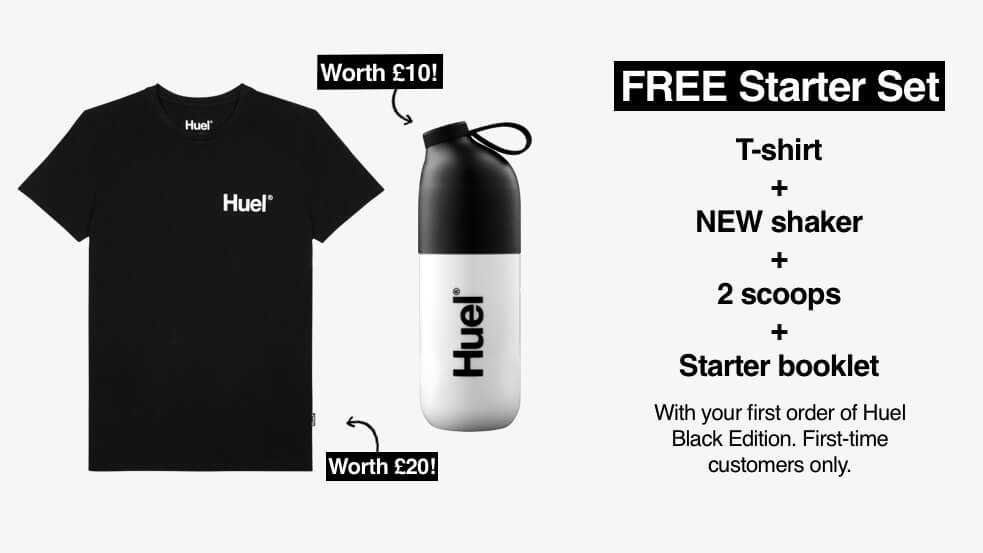 Worth £10!
FREE Starter Set
Huel®
Huel®
T-shirt
+
NEW shaker
+
2 scoops
+
Starter booklet
Huel®
With your first order of Huel
Black Edition. First-time
customers only.
Worth £20!